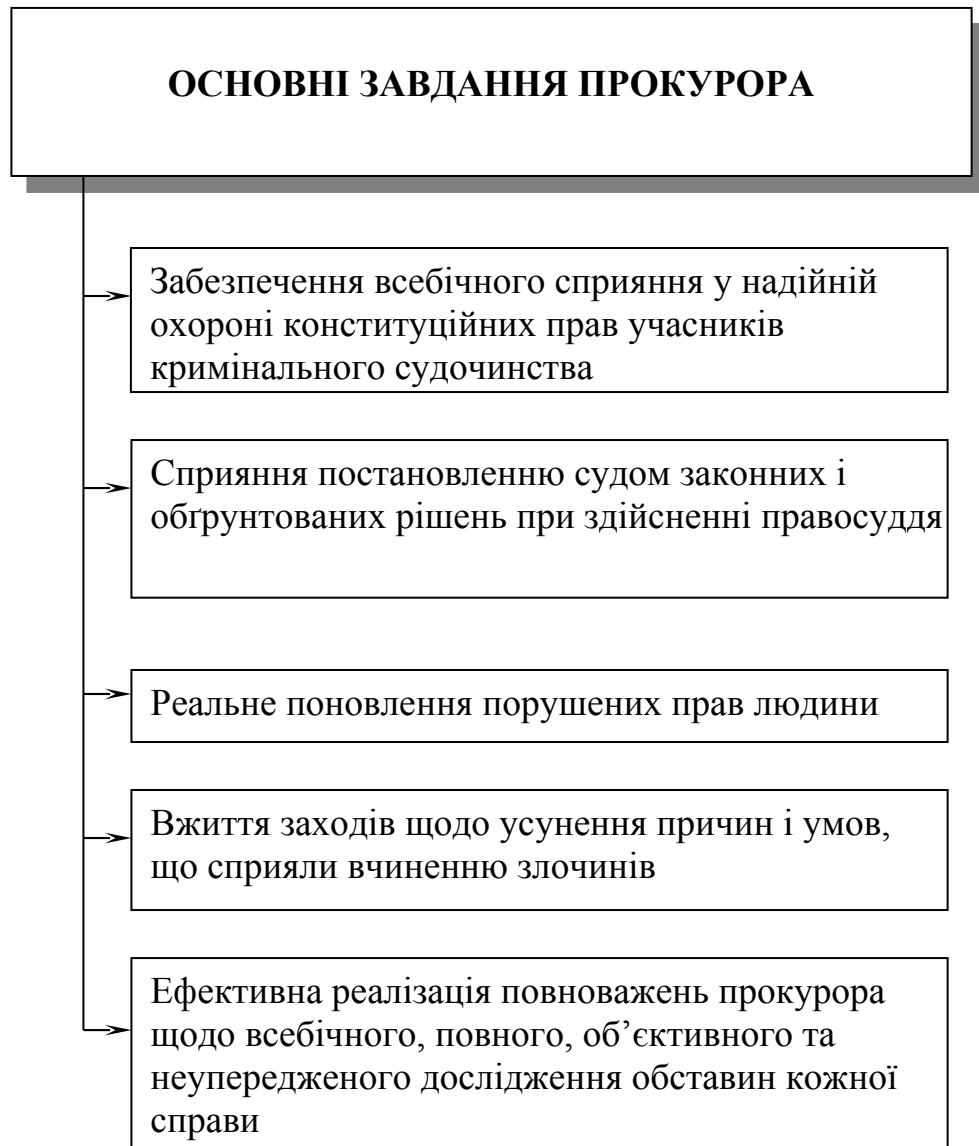 ОСНОВНІ ЗАВДАННЯ ПРОКУРОРА
Забезпечення всебічного сприяння у надійній
охороні конституційних прав учасників
кримінального судочинства
Сприяння постановленню судом законних і
обґрунтованих рішень при здійсненні правосуддя
Реальне поновлення порушених прав людини
Вжиття заходів щодо усунення причин і умов,
що сприяли вчиненню злочинів
Ефективна реалізація повноважень прокурора
щодо всебічного, повного, об’єктивного та
неупередженого дослідження обставин кожної
справи